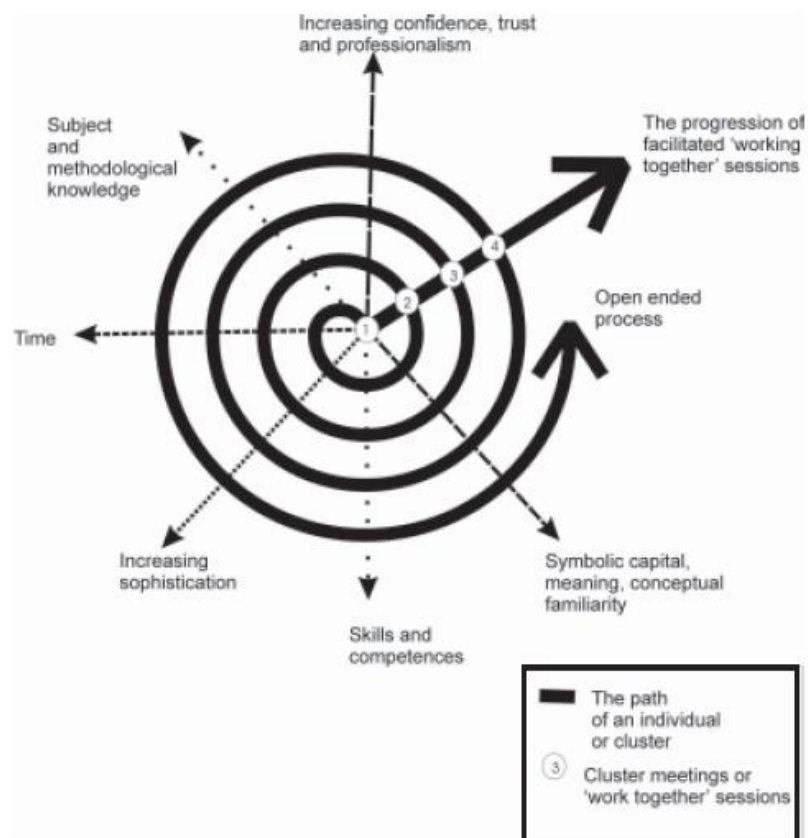 Increasing confidence, trust
and professionalism
Subject
and
methodological
knowledge
The progression of
facilitated 'working
together' sessions
4
3
2
1
Open ended
process
Time
Increasing
sophistication
Symbolic capital,
meaning, conceptual
familiarity
Skills and
competences
The path
of an individual
or cluster
3
Cluster meetings or
'work together' sessions